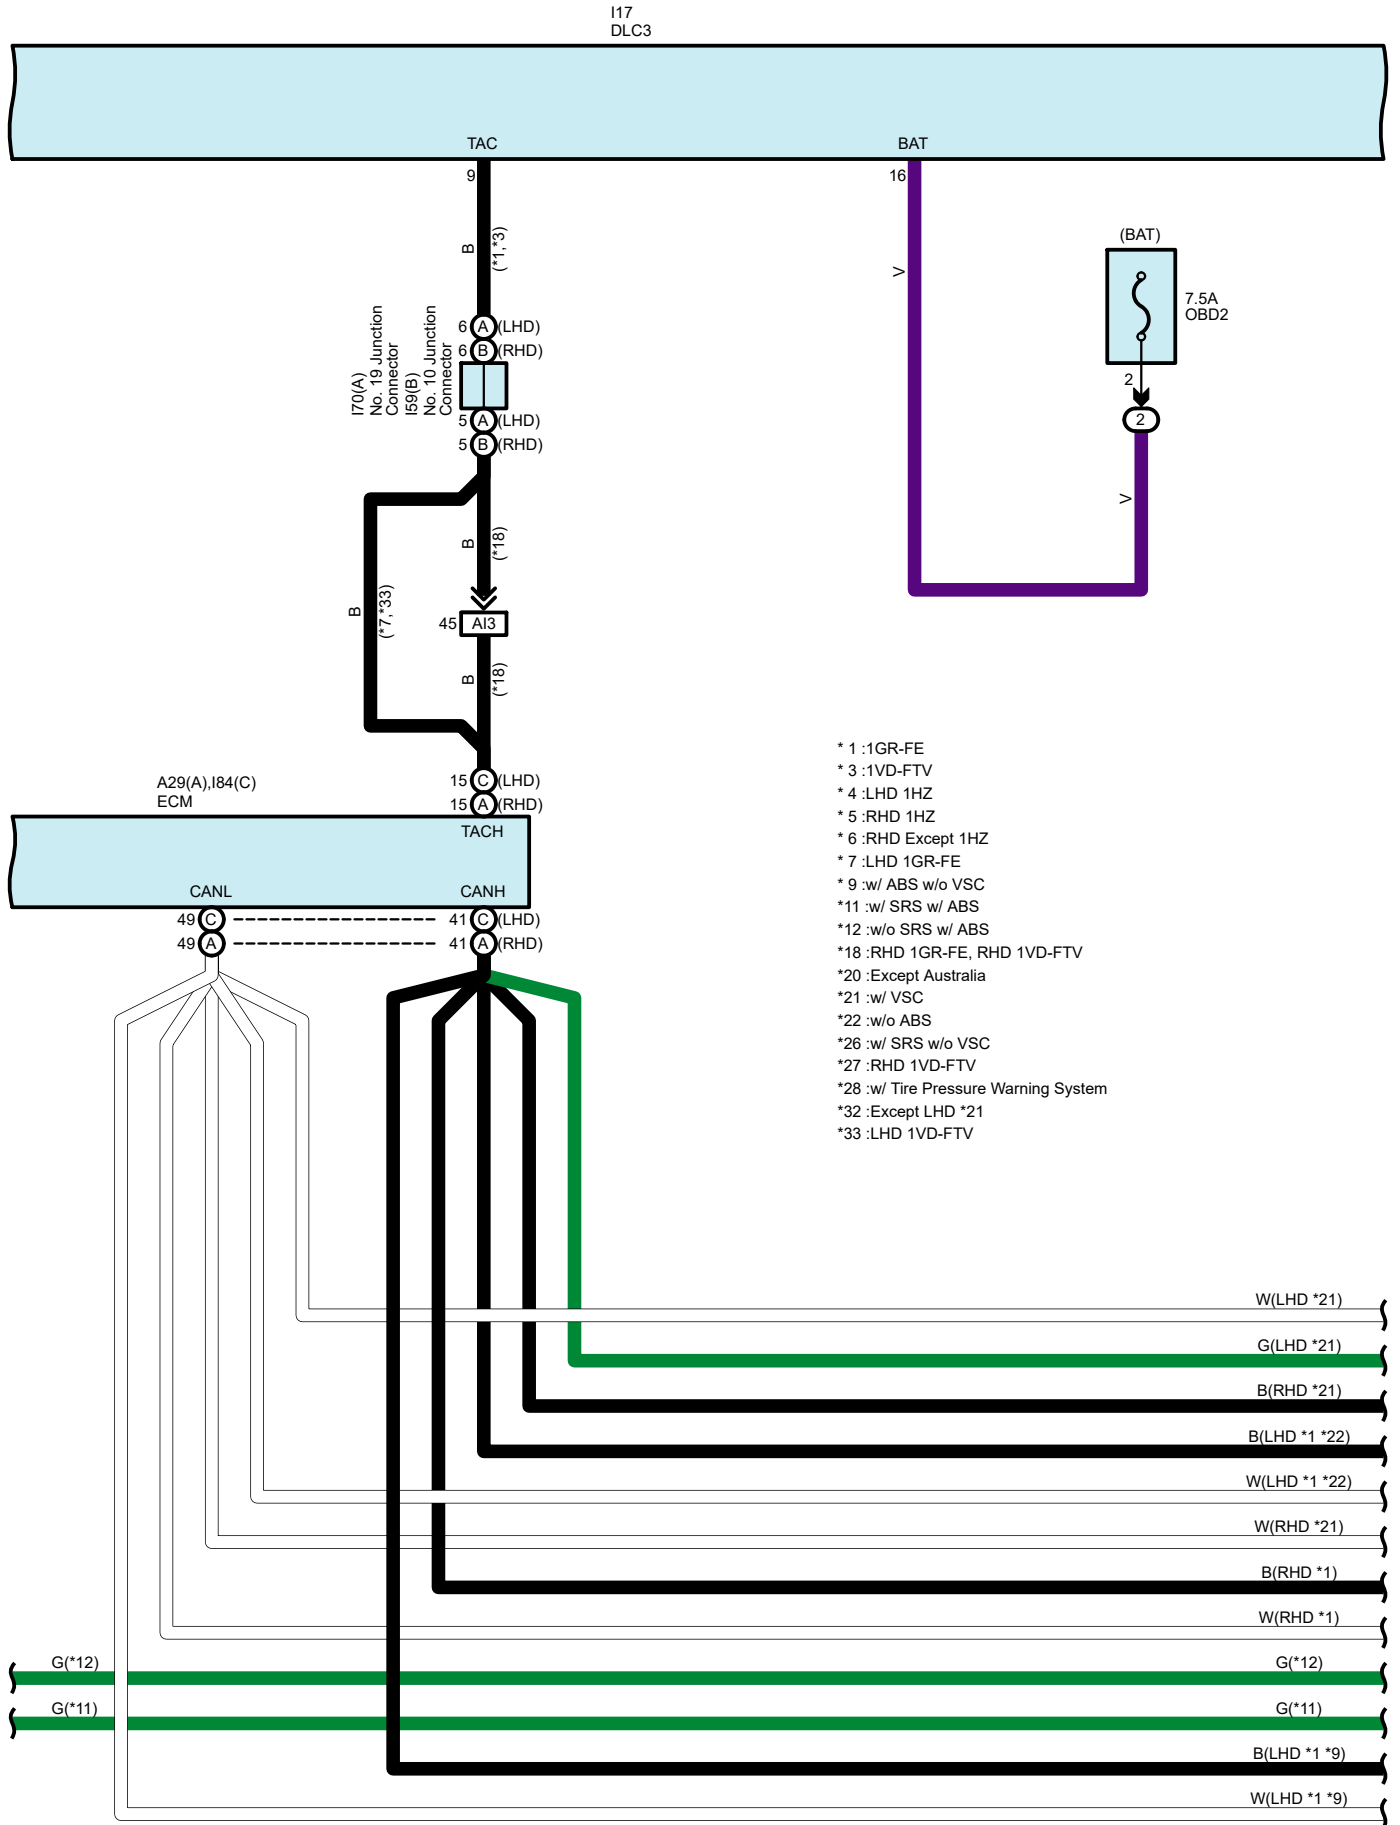 I17
DLC3
TAC
BAT
9
16
B
(*1,*3)
V
(BAT)
7.5A
OBD2
2
2
V
6 A (LHD)
6 B (RHD)
I70(A)
No. 19 Junction
Connector
I59(B)
No. 10 Junction
Connector
5 A (LHD)
5 B (RHD)
B
(*18)
B
(*7,*33)
45 AI3
B
(*18)
15 C (LHD)
15 A (RHD)
A29(A),I84(C)
ECM
TACH
CANL
CANH
49 C
41 C (LHD)
49 A
41 A (RHD)
* 1 :1GR-FE
* 3 :1VD-FTV
* 4 :LHD 1HZ
* 5 :RHD 1HZ
* 6 :RHD Except 1HZ
* 7 :LHD 1GR-FE
* 9 :w/ ABS w/o VSC
*11 :w/ SRS w/ ABS
*12 :w/o SRS w/ ABS
*18 :RHD 1GR-FE, RHD 1VD-FTV
*20 :Except Australia
*21 :w/ VSC
*22 :w/o ABS
*26 :w/ SRS w/o VSC
*27 :RHD 1VD-FTV
*28 :w/ Tire Pressure Warning System
*32 :Except LHD *21
*33 :LHD 1VD-FTV
W(LHD *21)
G(LHD *21)
B(RHD *21)
B(LHD *1 *22)
W(LHD *1 *22)
W(RHD *21)
B(RHD *1)
W(RHD *1)
G(*12)
G(*12)
G(*11)
G(*11)
B(LHD *1 *9)
W(LHD *1 *9)